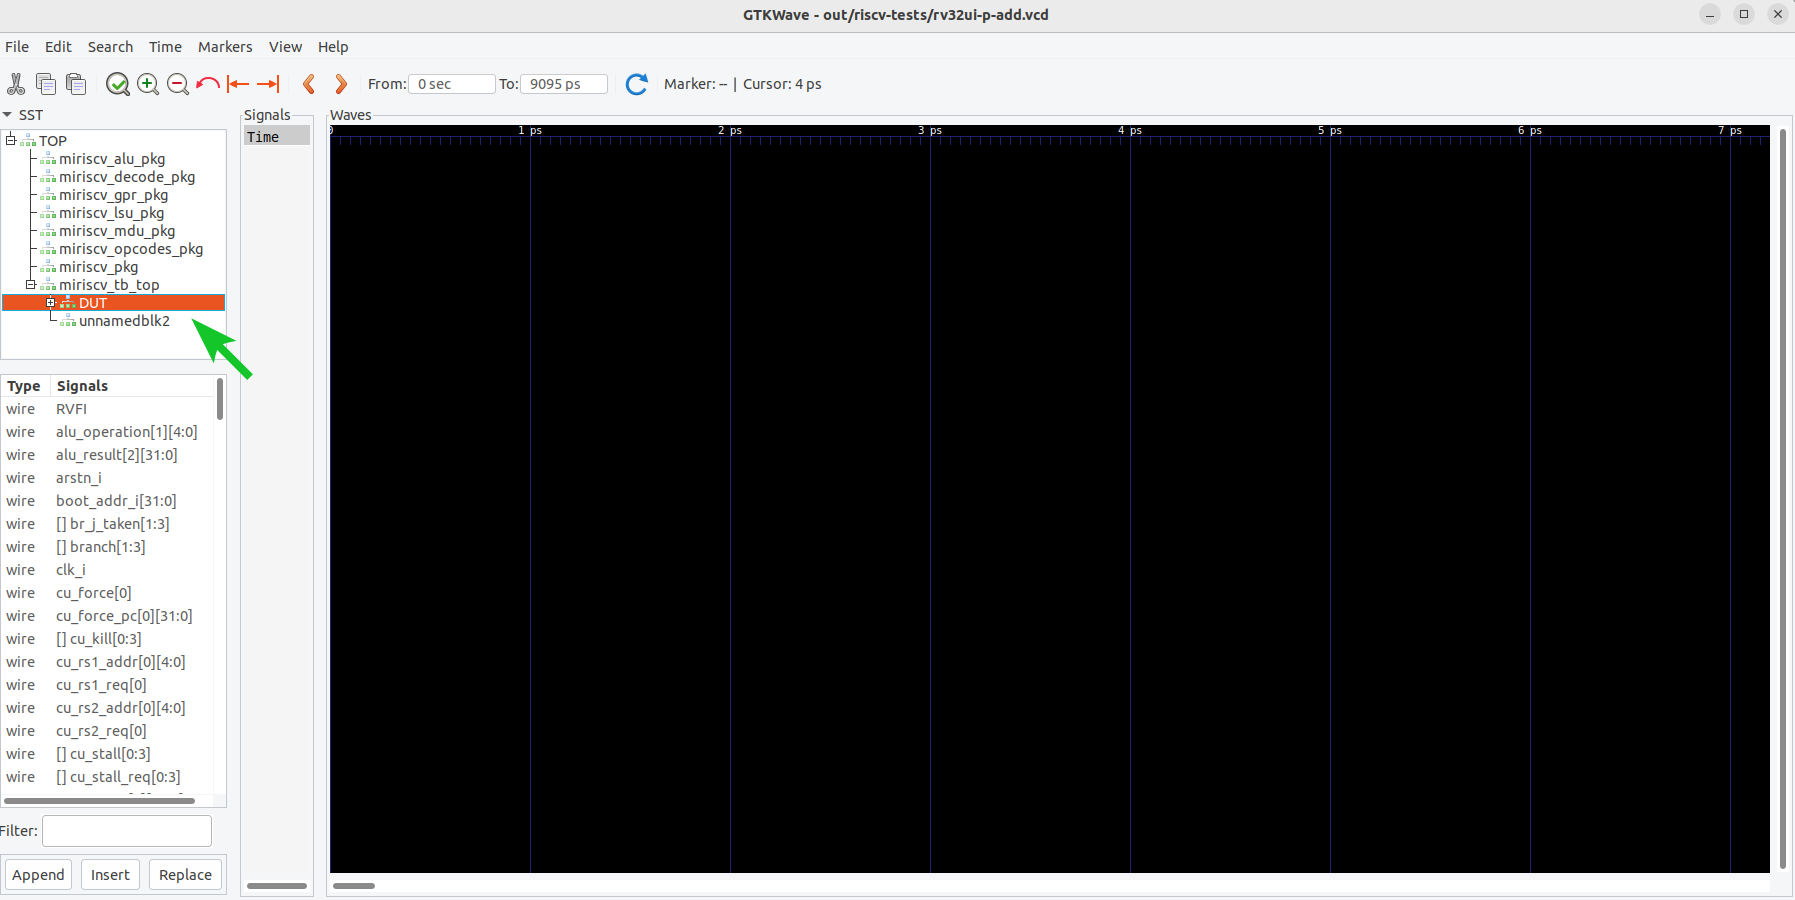 GTKWave - out/riscv-tests/rv32ui-p-add.vcd
File Edit Search Time Markers View Help
From: 0 sec To: 9095 ps Marker: -- | Cursor: 4 ps
SST
TOP
miriscv_alu_pkg
miriscv_decode_pkg
miriscv_gpr_pkg
miriscv_lsu_pkg
miriscv_mdu_pkg
miriscv_opcodes_pkg
miriscv_pkg
miriscv_tb_top
DUT
unnamedblk2
Type Signals
wire RVFI
wire alu_operation[1][4:0]
wire alu_result[2][31:0]
wire arstn_i
wire boot_addr_i[31:0]
wire [] br_j_taken[1:3]
wire [] branch[1:3]
wire clk_i
wire cu_force[0]
wire cu_force_pc[0][31:0]
wire [] cu_kill[0:3]
wire cu_rs1_addr[0][4:0]
wire cu_rs1_req[0]
wire cu_rs2_addr[0][4:0]
wire cu_rs2_req[0]
wire [] cu_stall[0:3]
wire [] cu_stall_req[0:3]
Filter:
Append Insert Replace
Signals
Time
Waves
0 1 ps 2 ps 3 ps 4 ps 5 ps 6 ps 7 ps